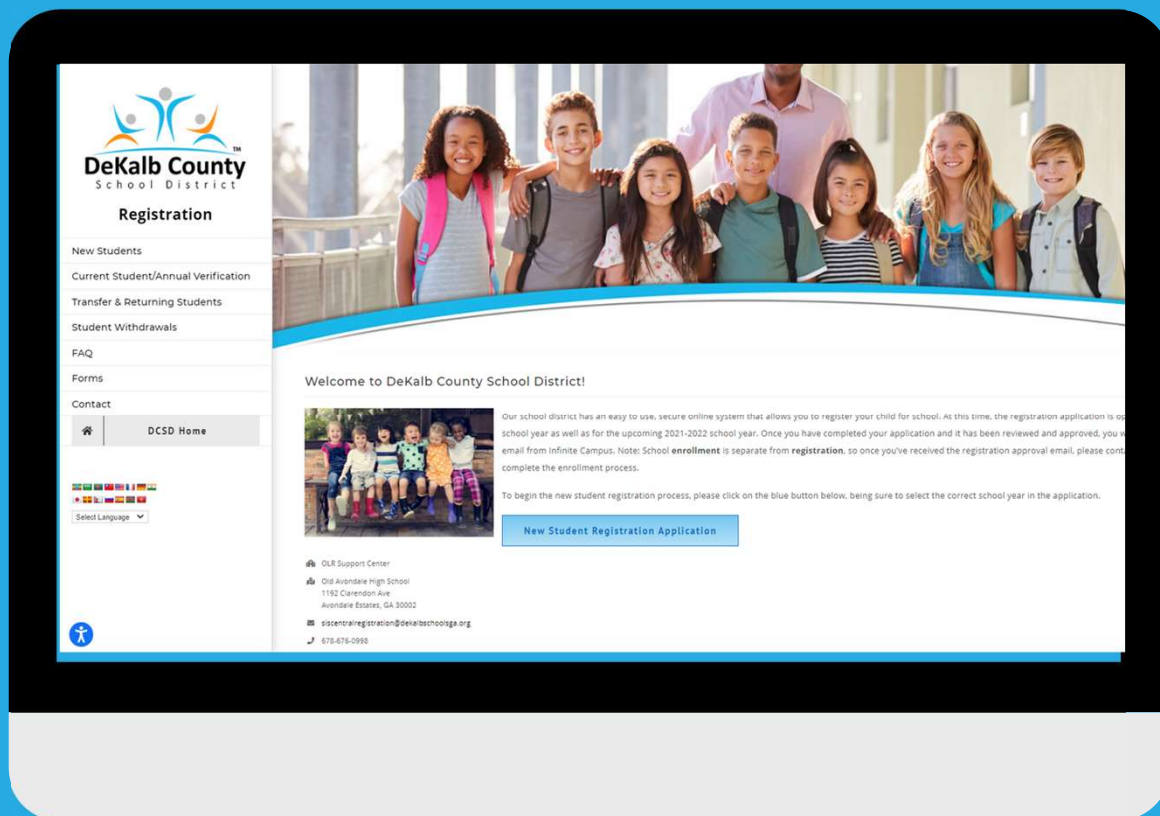 DeKalb County
TM
School District
Registration
New Students
Current Student/Annual Verification
Transfer & Returning Students
Student Withdrawals
FAQ
Forms
Contact
DCSD Home
Select Language
Welcome to DeKalb County School District!
Our school district has an easy to use, secure online system that allows you to register your child for school. At this time, the registration application is
school year as well as for the upcoming 2021-2022 school year. Once you have completed your application and it has been reviewed and approved, you
email from Infinite Campus. Note: School enrollment is separate from registration, so once you've received the registration approval email, please
complete the enrollment process.
To begin the new student registration process, please click on the blue button below, being sure to select the correct school year in the application.
New Student Registration Application
OLR Support Center
Old Avondale High School
1192 Clarendon Ave
Avondale Estates, GA 30002
siscentralregistration@dekalbschoolsga.org
678-676-0998